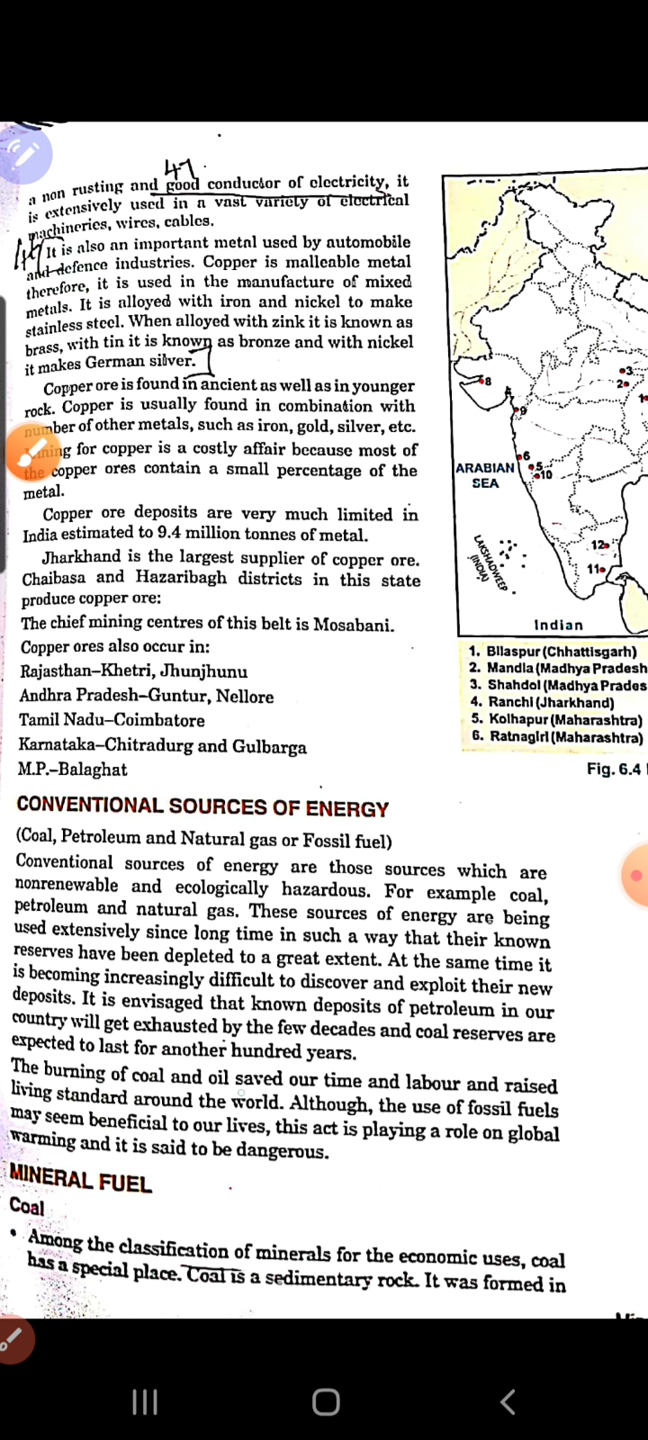 47.
a non rusting and good conductor of electricity, it
is extensively used in a vast variety of electrical
machineries, wires, cables.
It is also an important metal used by automobile
and defence industries. Copper is malleable metal
therefore, it is used in the manufacture of mixed
metals. It is alloyed with iron and nickel to make
stainless steel. When alloyed with zink it is known as
brass, with tin it is known as bronze and with nickel
it makes German silver.
Copper ore is found in ancient as well as in younger
rock. Copper is usually found in combination with
number of other metals, such as iron, gold, silver, etc.
for copper is a costly affair because most of
the copper ores contain a small percentage of the
metal.
Copper ore deposits are very much limited in
India estimated to 9.4 million tonnes of metal.
Jharkhand is the largest supplier of copper ore.
Chaibasa and Hazaribagh districts in this state
produce copper ore:
The chief mining centres of this belt is Mosabani.
Copper ores also occur in:
Rajasthan–Khetri, Jhunjhunu
Andhra Pradesh–Guntur, Nellore
Tamil Nadu–Coimbatore
Karnataka–Chitradurg and Gulbarga
M.P.–Balaghat
3
2
1
8
9
6
5
10
ARABIAN
SEA
LAKSHADWEEP
(INDIA)
12
11
Indian
1. Bilaspur (Chhattisgarh)
2. Mandla (Madhya Pradesh
3. Shahdol (Madhya Prades
4. Ranchi (Jharkhand)
5. Kolhapur (Maharashtra)
6. Ratnagiri (Maharashtra)
Fig. 6.4
CONVENTIONAL SOURCES OF ENERGY
(Coal, Petroleum and Natural gas or Fossil fuel)
Conventional sources of energy are those sources which are
nonrenewable and ecologically hazardous. For example coal,
petroleum and natural gas. These sources of energy are being
used extensively since long time in such a way that their known
reserves have been depleted to a great extent. At the same time it
is becoming increasingly difficult to discover and exploit their new
deposits. It is envisaged that known deposits of petroleum in our
country will get exhausted by the few decades and coal reserves are
expected to last for another hundred years.
The burning of coal and oil saved our time and labour and raised
living standard around the world. Although, the use of fossil fuels
may seem beneficial to our lives, this act is playing a role on global
warming and it is said to be dangerous.
MINERAL FUEL
Coal
• Among the classification of minerals for the economic uses, coal
has a special place. Coal is a sedimentary rock. It was formed in